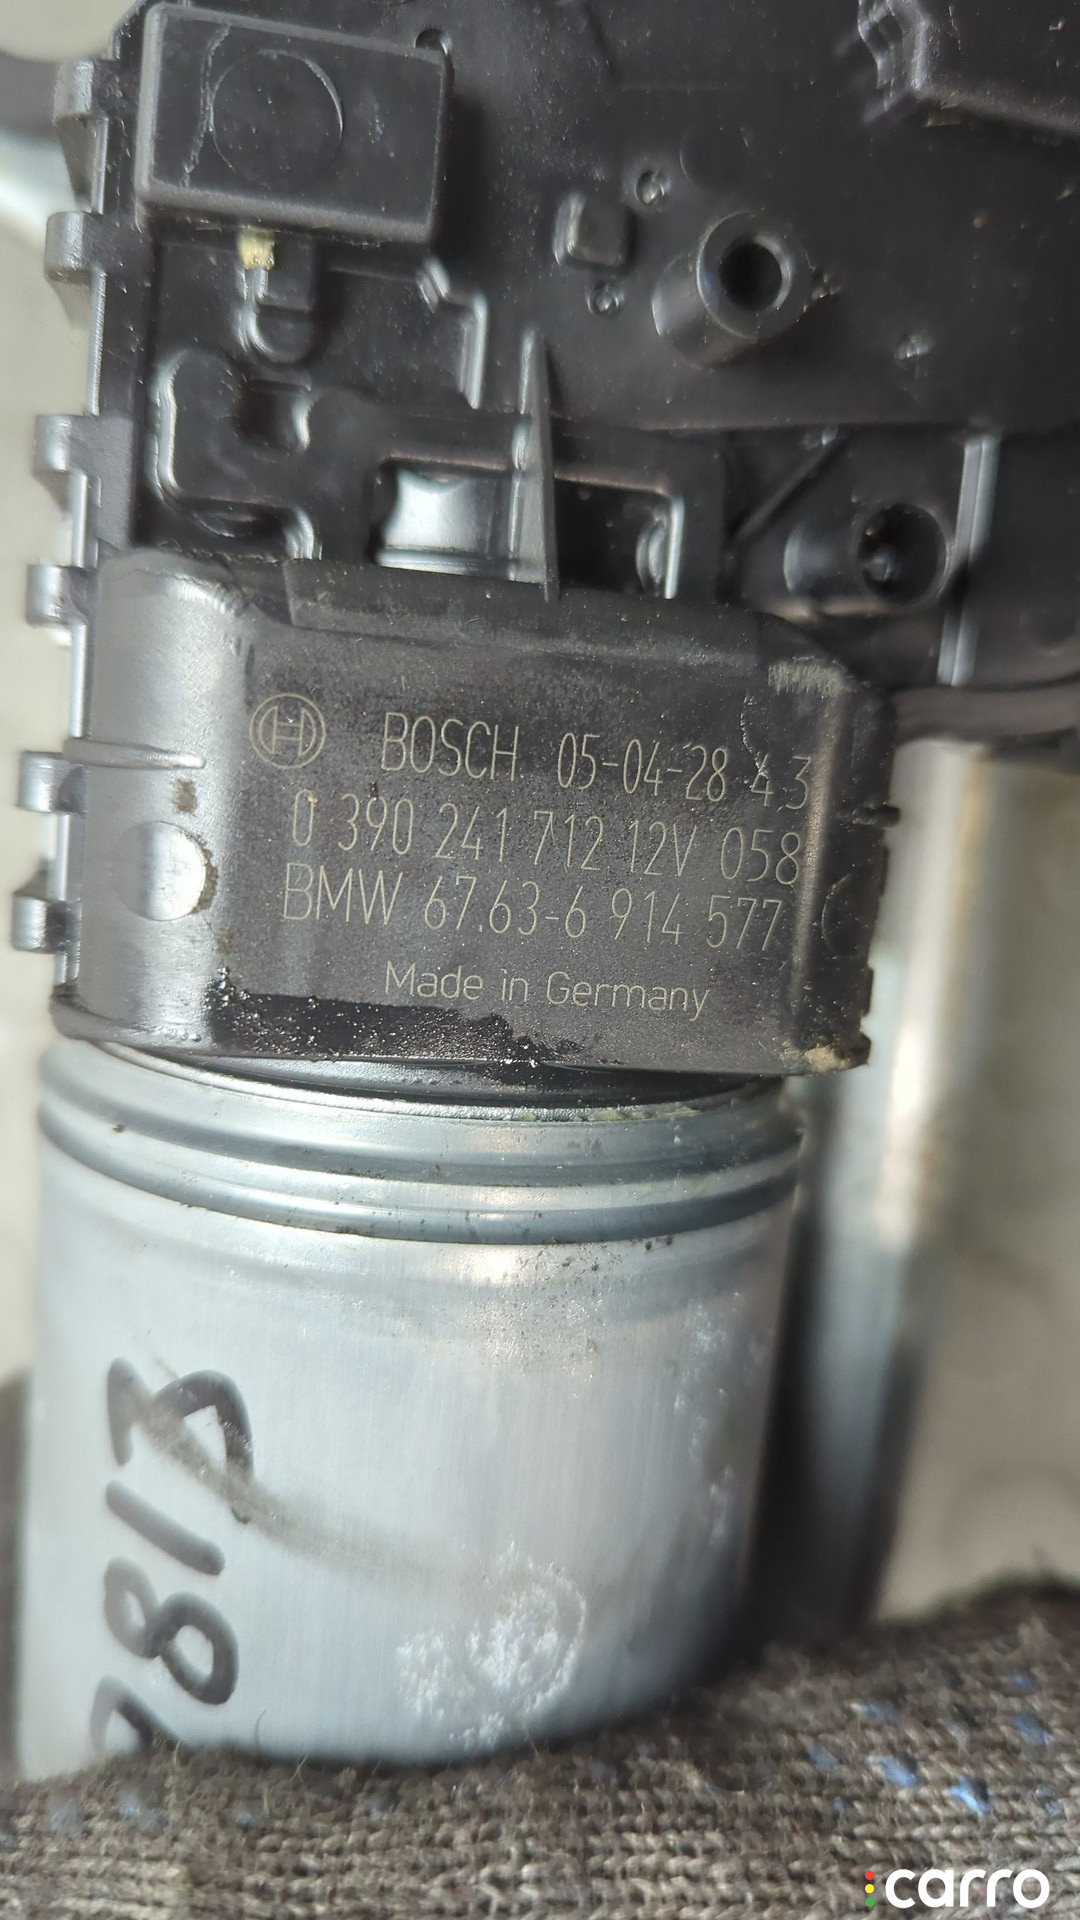 BOSCH 05-04-28 43
0 390 241 712 12V 058
BMW 67.63-6 914 577
Made in Germany
carro